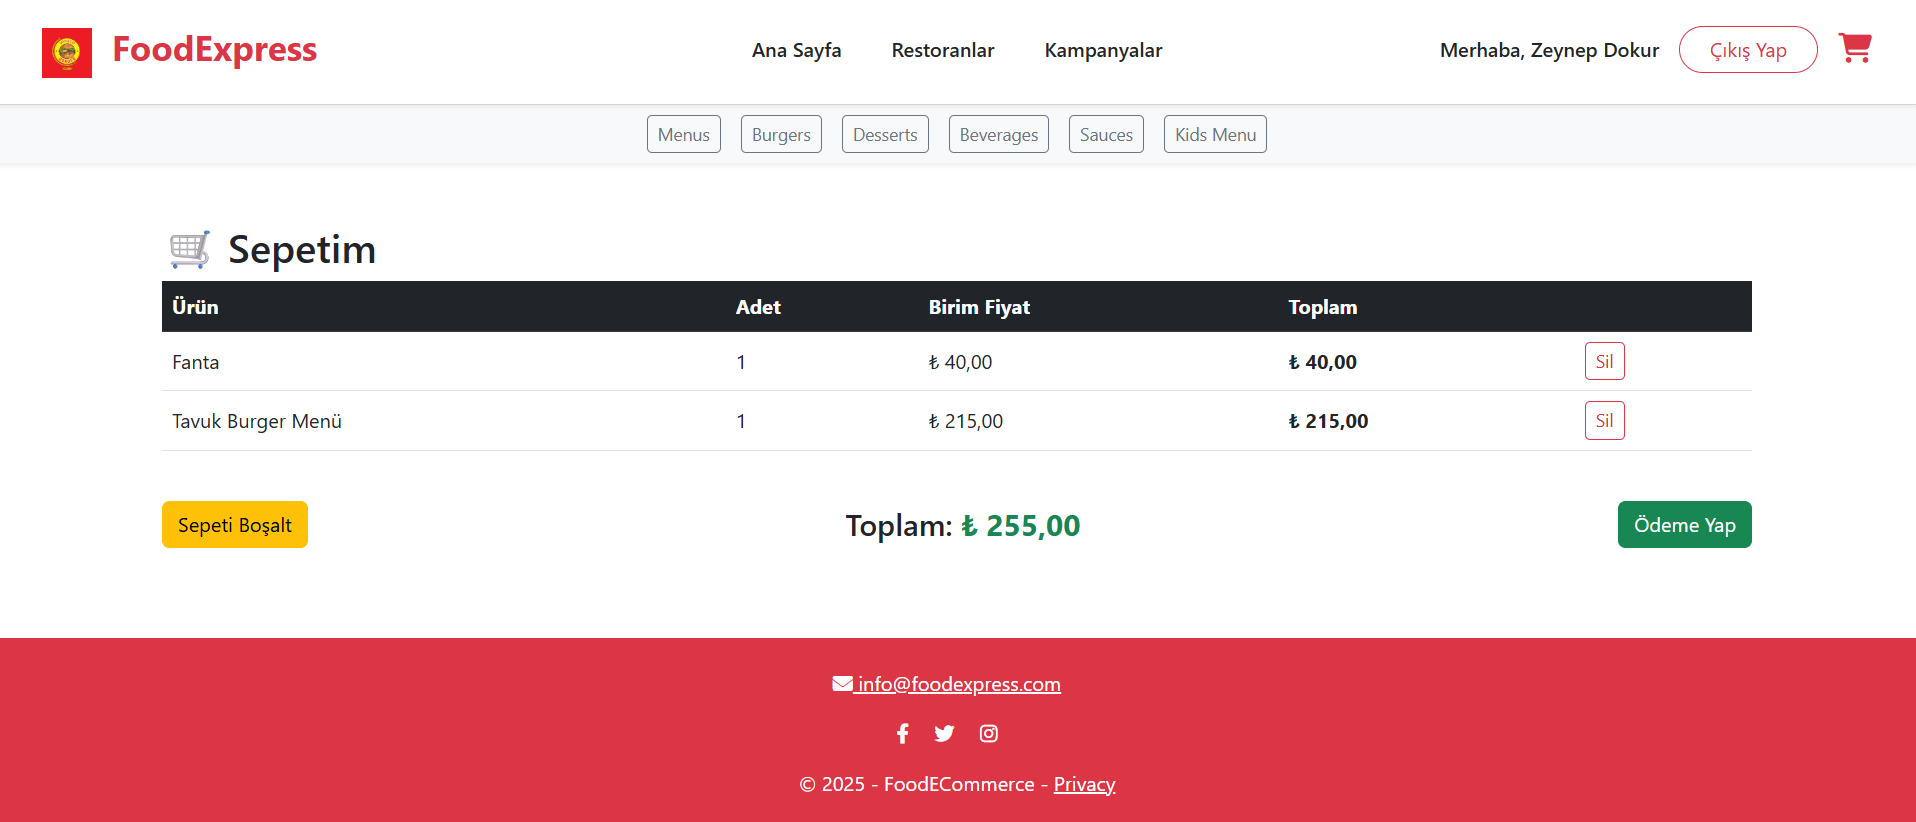 FoodExpress Ana Sayfa Restoranlar Kampanyalar Merhaba, Zeynep Dokur Çıkış Yap
Menus Burgers Desserts Beverages Sauces Kids Menu
Sepetim
Ürün Adet Birim Fiyat Toplam
Fanta 1 ₺ 40,00 ₺ 40,00 Sil
Tavuk Burger Menü 1 ₺ 215,00 ₺ 215,00 Sil
Sepeti Boşalt Toplam: ₺ 255,00 Ödeme Yap
info@foodexpress.com
© 2025 - FoodECommerce - Privacy